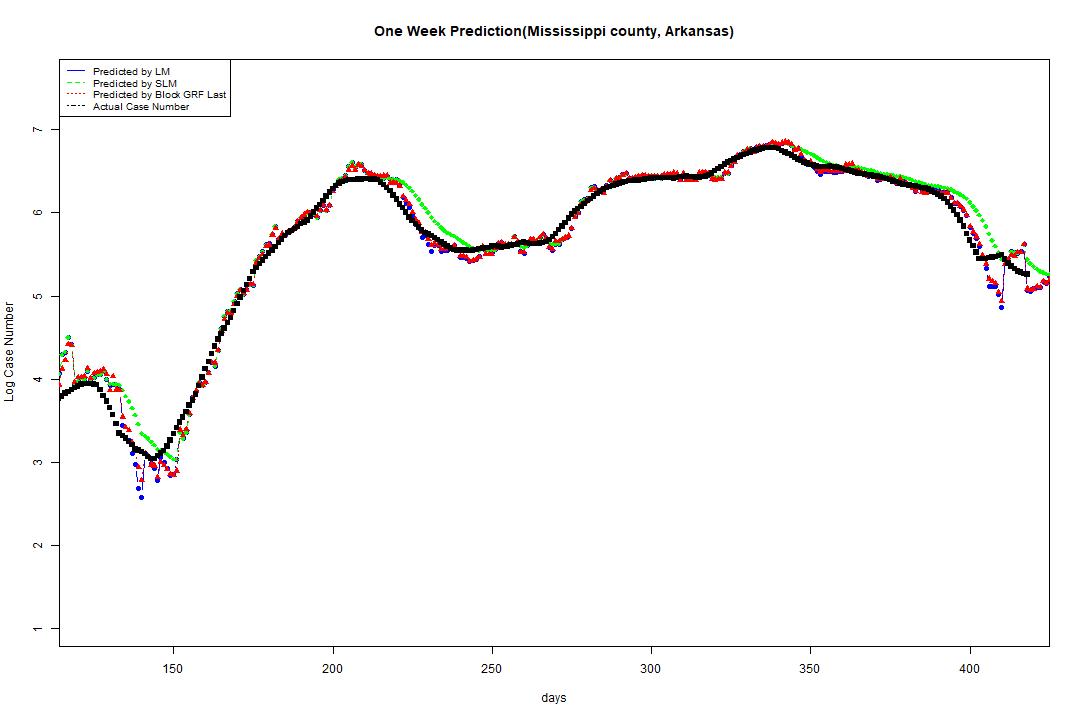 One Week Prediction(Mississippi county, Arkansas)
Predicted by LM
Predicted by SLM
Predicted by Block GRF Last
Actual Case Number
7
6
5
4
3
2
1
Log Case Number
150 200 250 300 350 400
days